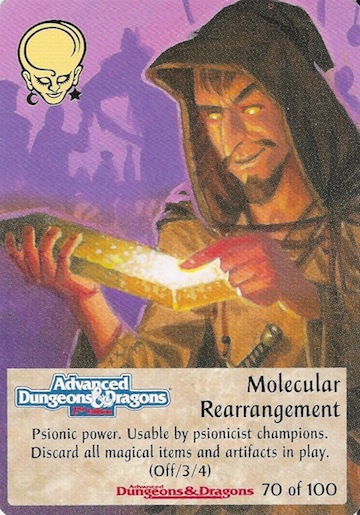 Advanced
Dungeons & Dragons
2nd Edition
Molecular
Rearrangement
Psionic power. Usable by psionicist champions.
Discard all magical items and artifacts in play.
(Off/3/4)
Advanced
Dungeons & Dragons 70 of 100